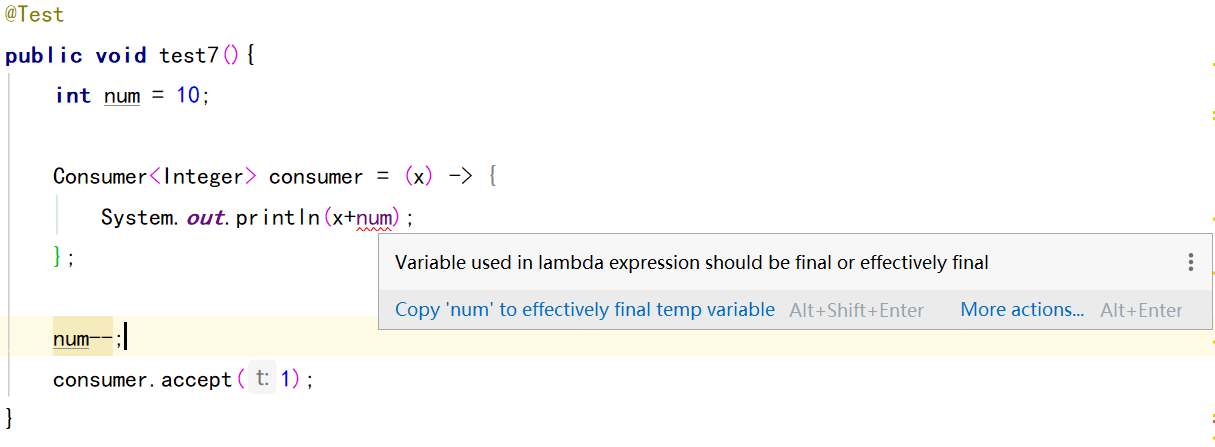 @Test
public void test7(){
int num = 10;
Consumer<Integer> consumer = (x) -> {
System.out.println(x+num);
};
Variable used in lambda expression should be final or effectively final
Copy 'num' to effectively final temp variable Alt+Shift+Enter More actions... Alt+Enter
num--;
consumer.accept( t: 1);
}